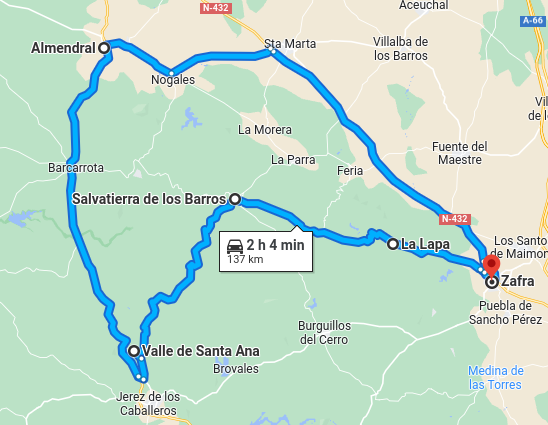 N-432
Aceuchal
A-66
Almendral
Sta Marta
Villalba de
los Barros
Nogales
La Morera
Fuente del
Maestre
La Parra
Barcarrota
Feria
Salvatierra de los Barros
N-432
2 h 4 min
137 km
La Lapa
Los Santo
de Maimon
Zafra
Puebla de
Sancho Pérez
Burguillos
del Cerro
Valle de Santa Ana
Brovales
Medina de
las Torres
Jerez de los
Caballeros